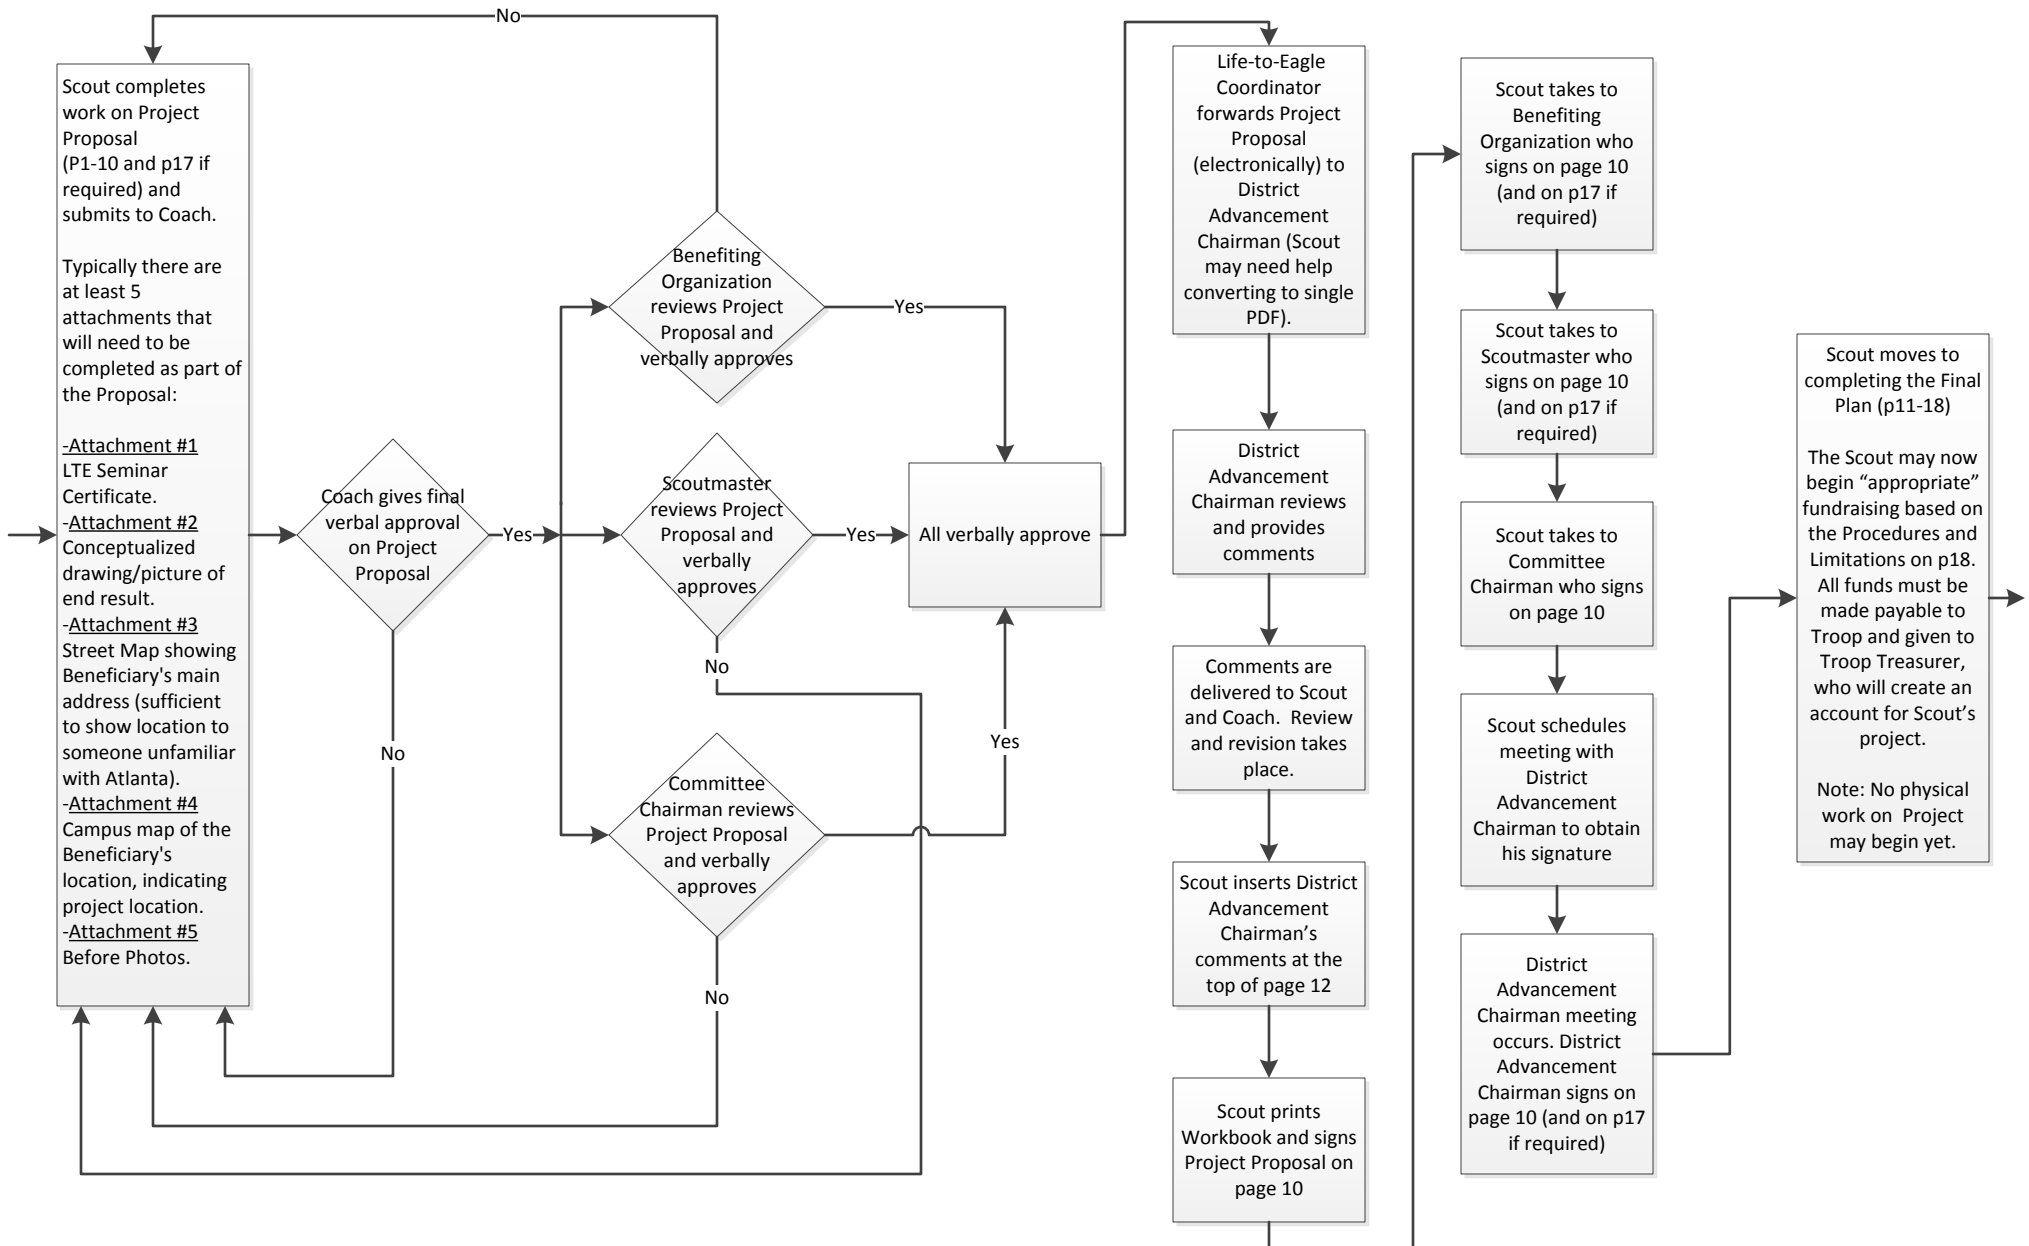 No
Scout completes
work on Project
Proposal
(P1-10 and p17 if
required) and
submits to Coach.
Typically there are
at least 5
attachments that
will need to be
completed as part of
the Proposal:
-Attachment #1
LTE Seminar
Certificate.
-Attachment #2
Conceptualized
drawing/picture of
end result.
-Attachment #3
Street Map showing
Beneficiary's main
address (sufficient
to show location to
someone unfamiliar
with Atlanta).
-Attachment #4
Campus map of the
Beneficiary's
location, indicating
project location.
-Attachment #5
Before Photos.
Coach gives final
verbal approval
on Project
Proposal
Yes
No
Benefiting
Organization
reviews Project
Proposal and
verbally approves
Yes
Scoutmaster
reviews Project
Proposal and
verbally
approves
Yes
No
Committee
Chairman reviews
Project Proposal
and verbally
approves
Yes
No
All verbally approve
Life-to-Eagle
Coordinator
forwards Project
Proposal
(electronically) to
District
Advancement
Chairman (Scout
may need help
converting to single
PDF).
District
Advancement
Chairman reviews
and provides
comments
Comments are
delivered to Scout
and Coach.  Review
and revision takes
place.
Scout inserts District
Advancement
Chairman’s
comments at the
top of page 12
Scout prints
Workbook and signs
Project Proposal on
page 10
Scout takes to
Benefiting
Organization who
signs on page 10
(and on p17 if
required)
Scout takes to
Scoutmaster who
signs on page 10
(and on p17 if
required)
Scout takes to
Committee
Chairman who signs
on page 10
Scout schedules
meeting with
District
Advancement
Chairman to obtain
his signature
District
Advancement
Chairman meeting
occurs. District
Advancement
Chairman signs on
page 10 (and on p17
if required)
Scout moves to
completing the Final
Plan (p11-18)
The Scout may now
begin “appropriate”
fundraising based on
the Procedures and
Limitations on p18.
All funds must be
made payable to
Troop and given to
Troop Treasurer,
who will create an
account for Scout’s
project.
Note: No physical
work on  Project
may begin yet.